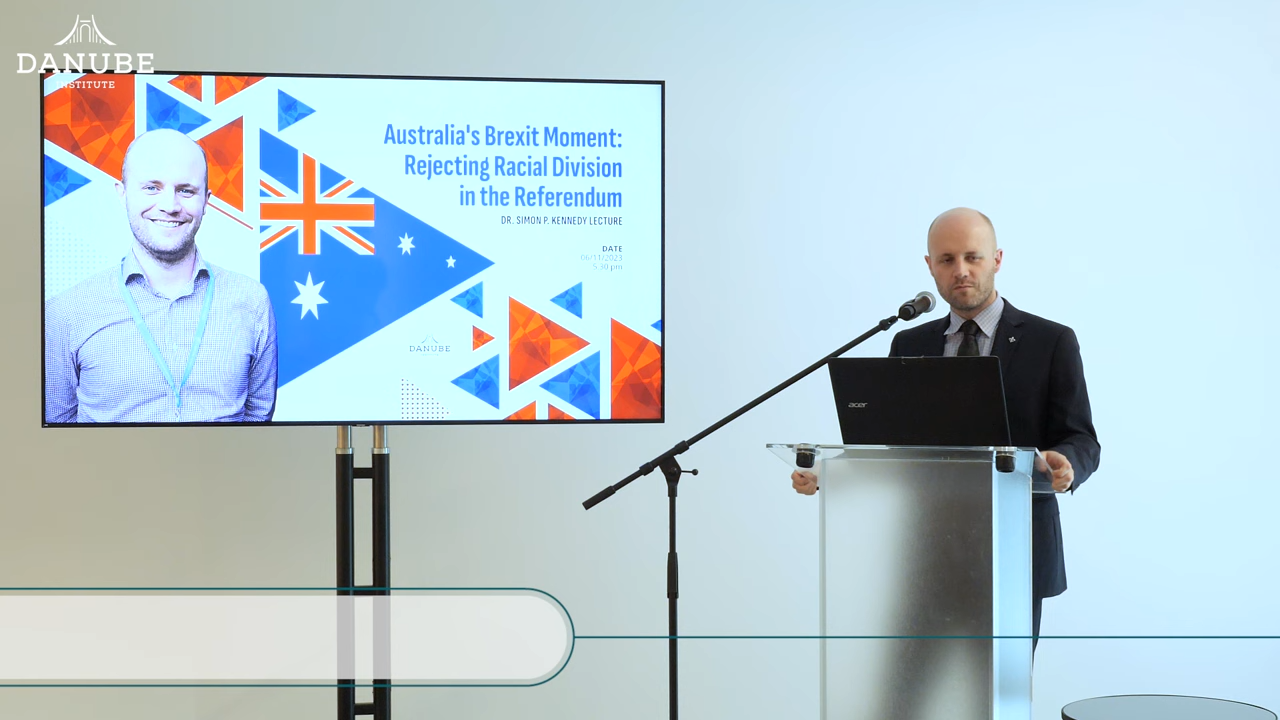 DANUBE
INSTITUTE
Australia's Brexit Moment:
Rejecting Racial Division
in the Referendum
DR. SIMON P. KENNEDY LECTURE
DATE
06/11/2023
5:30 pm
DANUBE
acer